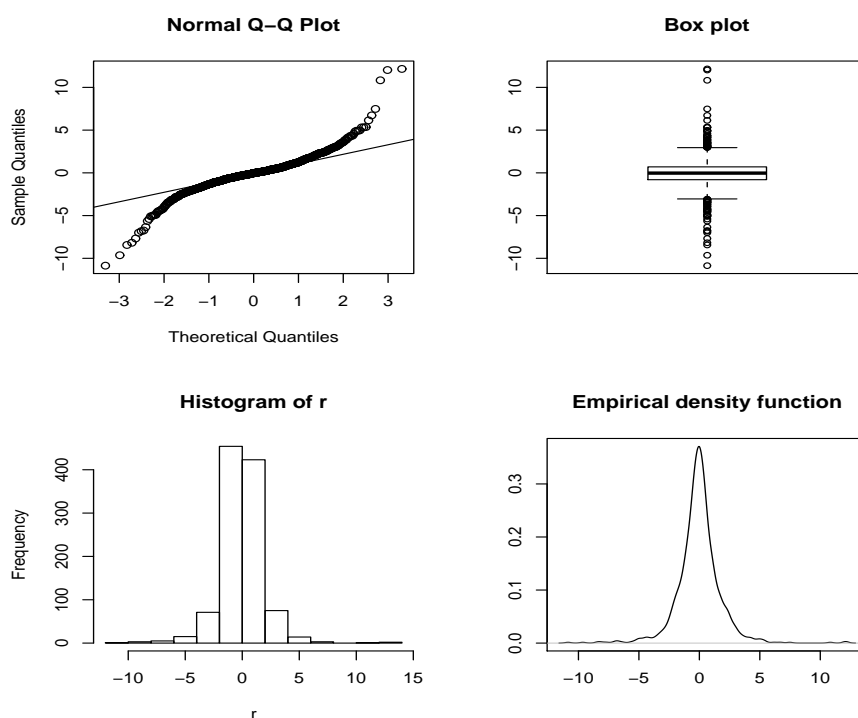 Normal Q−Q Plot
Sample Quantiles
10
5
0
−5
−10
−3 −2 −1 0 1 2 3
Theoretical Quantiles
Box plot
10
5
0
−5
−10
Histogram of r
Frequency
400
300
200
100
0
−10 −5 0 5 10 15
r
Empirical density function
0.3
0.2
0.1
0.0
−10 −5 0 5 10